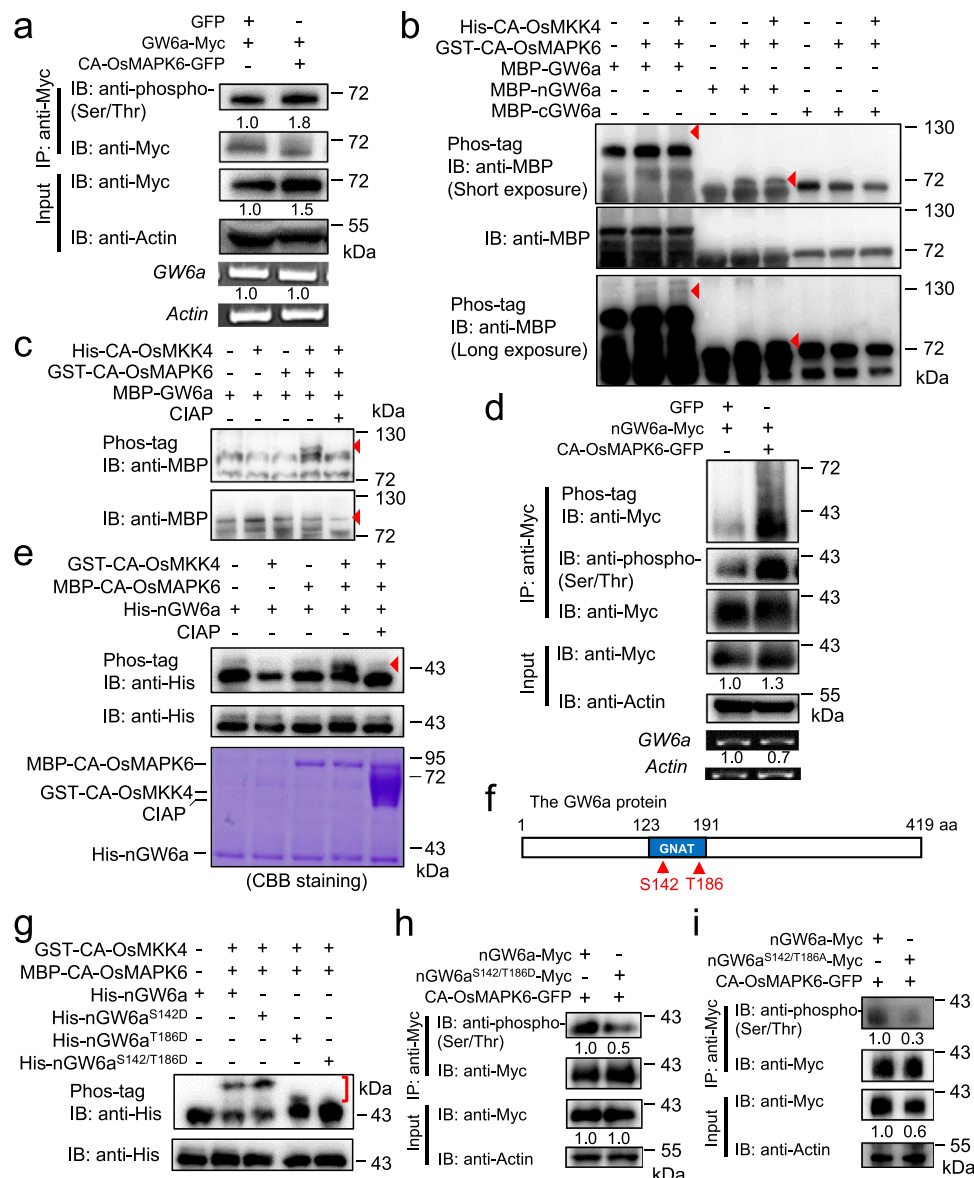 a
GFP + -
GW6a-Myc + +
CA-OsMAPK6-GFP - +
IP: anti-Myc
IB: anti-phospho-(Ser/Thr)
72
1.0 1.8
IB: anti-Myc
72
Input
IB: anti-Myc
72
1.0 1.5
IB: anti-Actin
55
kDa
GW6a
1.0 1.0
Actin
b
His-CA-OsMKK4 - - + - - + - - +
GST-CA-OsMAPK6 - + + - + + - + +
MBP-GW6a + + +
MBP-nGW6a + + +
MBP-cGW6a + + +
Phos-tag
IB: anti-MBP
(Short exposure)
130
72
IB: anti-MBP
130
72
Phos-tag
IB: anti-MBP
(Long exposure)
130
72
kDa
c
His-CA-OsMKK4 - + - + +
GST-CA-OsMAPK6 - - + + +
MBP-GW6a + + + + +
CIAP - - - - +
kDa
Phos-tag
IB: anti-MBP
130
72
IB: anti-MBP
130
72
d
GFP + -
nGW6a-Myc + +
CA-OsMAPK6-GFP - +
IP: anti-Myc
Phos-tag
IB: anti-Myc
72
43
IB: anti-phospho-
(Ser/Thr)
43
IB: anti-Myc
43
Input
IB: anti-Myc
43
1.0 1.3
IB: anti-Actin
55
kDa
GW6a
1.0 0.7
Actin
e
GST-CA-OsMKK4 - + - + +
MBP-CA-OsMAPK6 - - + + +
His-nGW6a + + + + +
CIAP - - - - +
Phos-tag
IB: anti-His
43
IB: anti-His
43
MBP-CA-OsMAPK6
95
72
GST-CA-OsMKK4
CIAP
His-nGW6a
43
(CBB staining)
kDa
f
The GW6a protein
1 123 191 419 aa
GNAT
S142 T186
g
GST-CA-OsMKK4 - + + + +
MBP-CA-OsMAPK6 - + + + +
His-nGW6a + + - - -
His-nGW6aS142D +
His-nGW6aT186D +
His-nGW6aS142/T186D +
Phos-tag
IB: anti-His
kDa
43
IB: anti-His
43
h
nGW6a-Myc + -
nGW6aS142/T186D-Myc - +
CA-OsMAPK6-GFP + +
IP: anti-Myc
IB: anti-phospho-
(Ser/Thr)
43
1.0 0.5
IB: anti-Myc
43
Input
IB: anti-Myc
43
1.0 1.0
IB: anti-Actin
55
kDa
i
nGW6a-Myc + -
nGW6aS142/T186A-Myc - +
CA-OsMAPK6-GFP + +
IP: anti-Myc
IB: anti-phospho-
(Ser/Thr)
43
1.0 0.3
IB: anti-Myc
43
Input
IB: anti-Myc
43
1.0 0.6
IB: anti-Actin
55
kDa